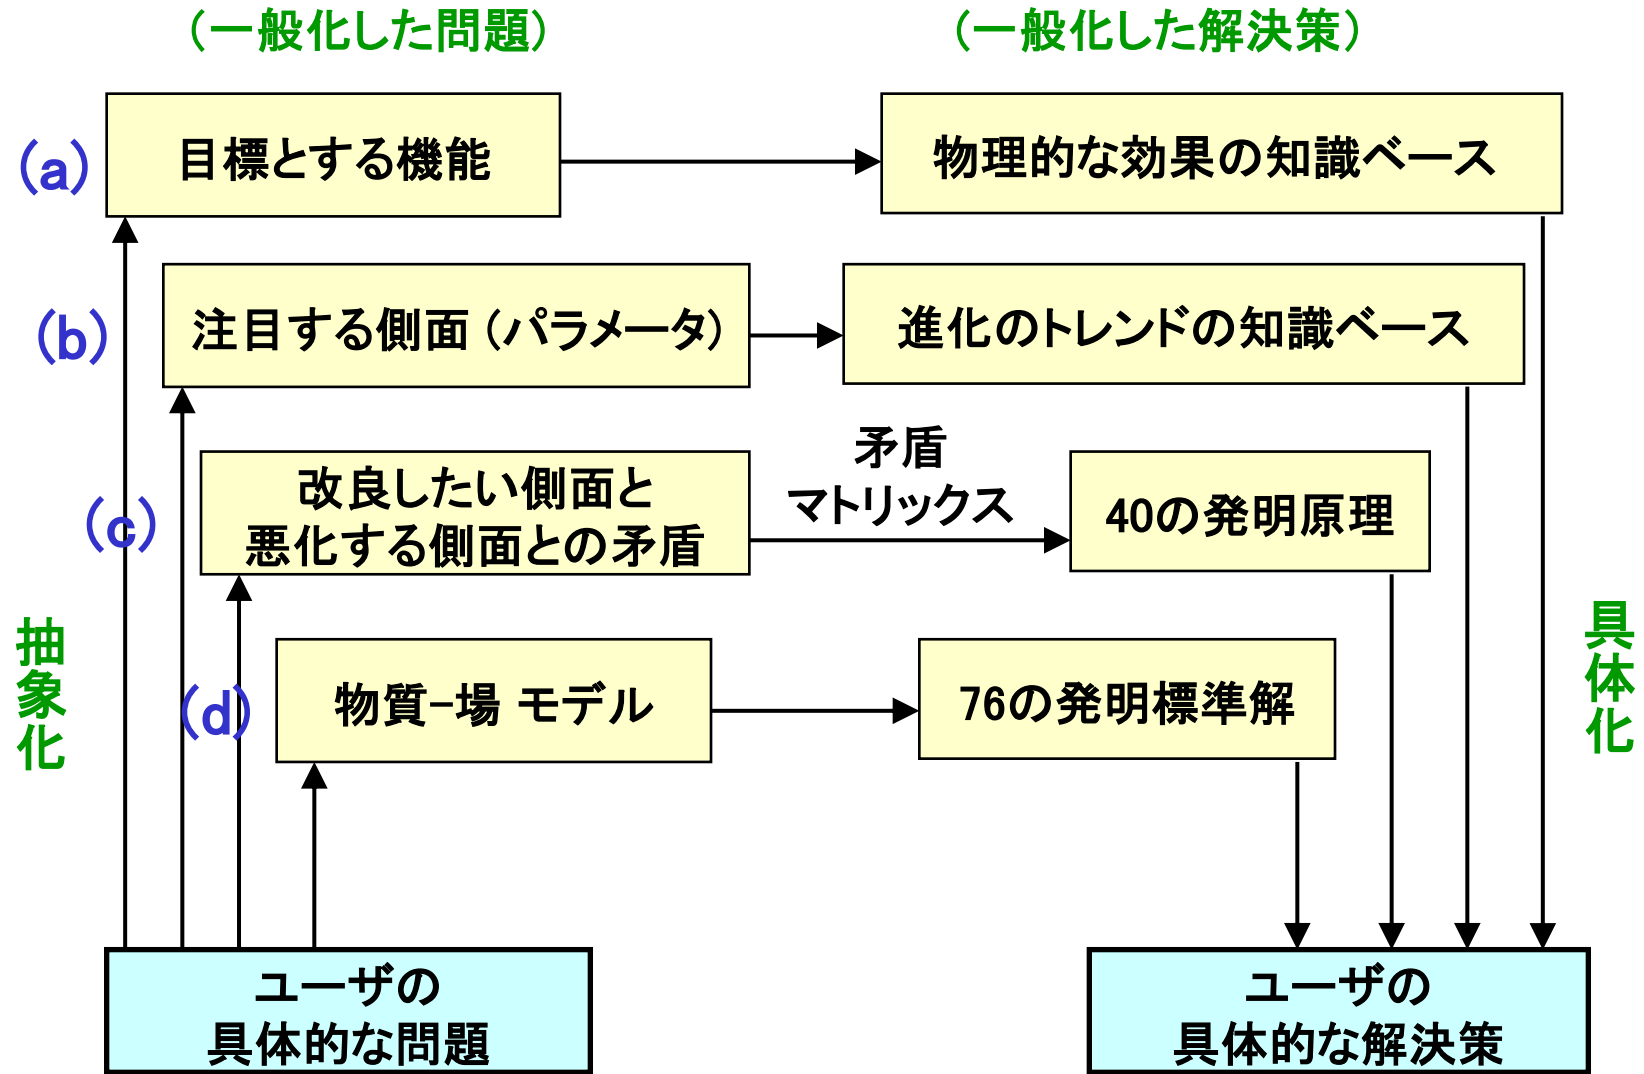 （一般化した問題）
（一般化した解決策）
(a)
目標とする機能
物理的な効果の知識ベース
(b)
注目する側面（パラメータ）
進化のトレンドの知識ベース
(c)
改良したい側面と
悪化する側面との矛盾
矛盾
マトリックス
40の発明原理
抽象化
具体化
(d)
物質-場 モデル
76の発明標準解
ユーザの
具体的な問題
ユーザの
具体的な解決策